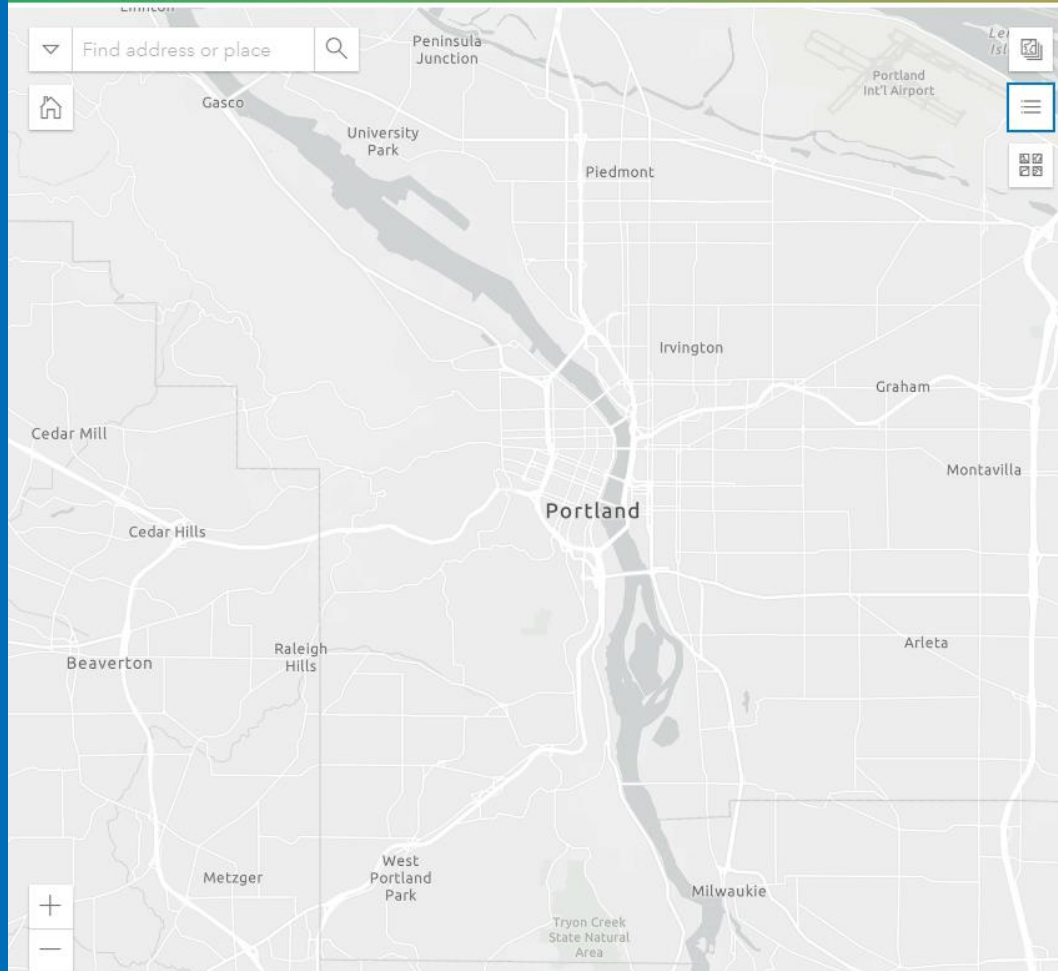 Linnton
Find address or place
Peninsula
Junction
Portland
Int'l Airport
Gasco
University
Park
Piedmont
Irvington
Graham
Cedar Mill
Montavilla
Portland
Cedar Hills
Arleta
Raleigh
Hills
Beaverton
West
Portland
Park
Metzger
Milwaukie
Tryon Creek
State Natural
Area